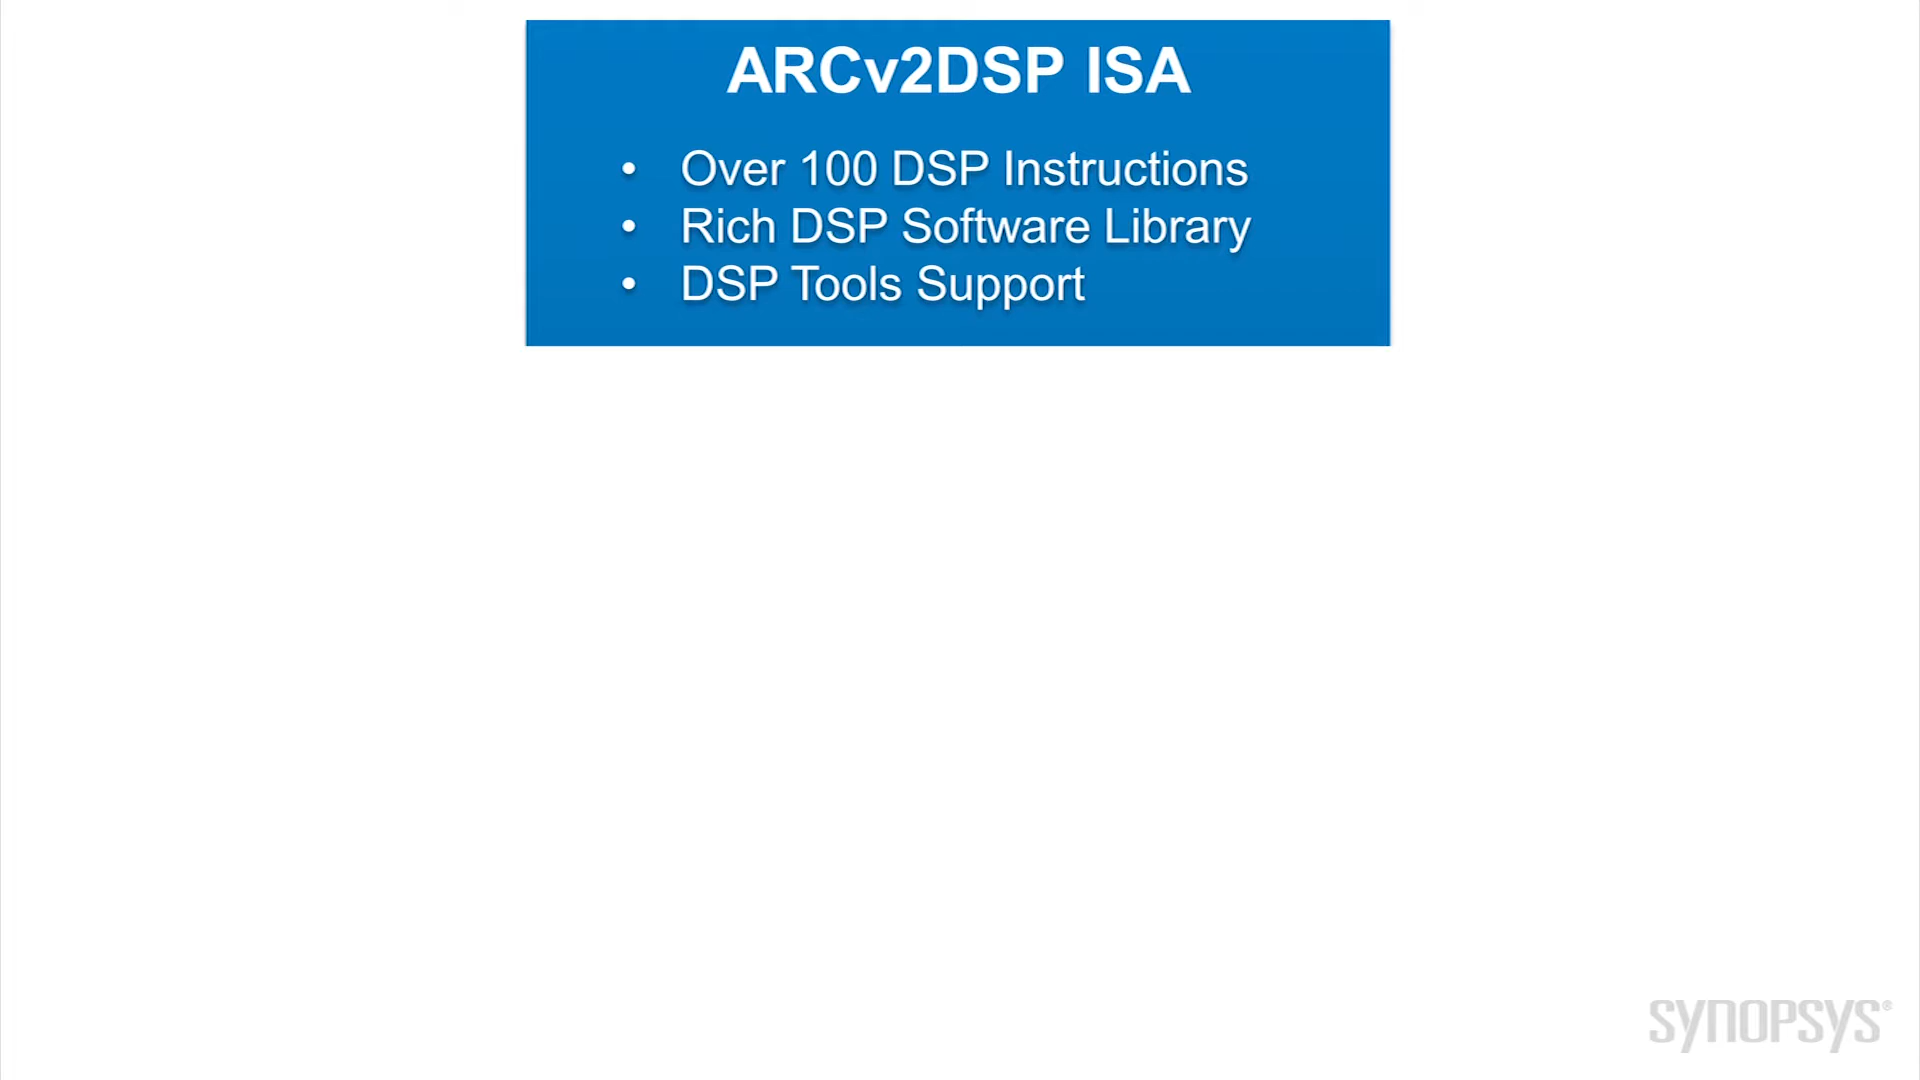 ARCv2DSP ISA
• Over 100 DSP Instructions
• Rich DSP Software Library
• DSP Tools Support
SYNOPSYS®